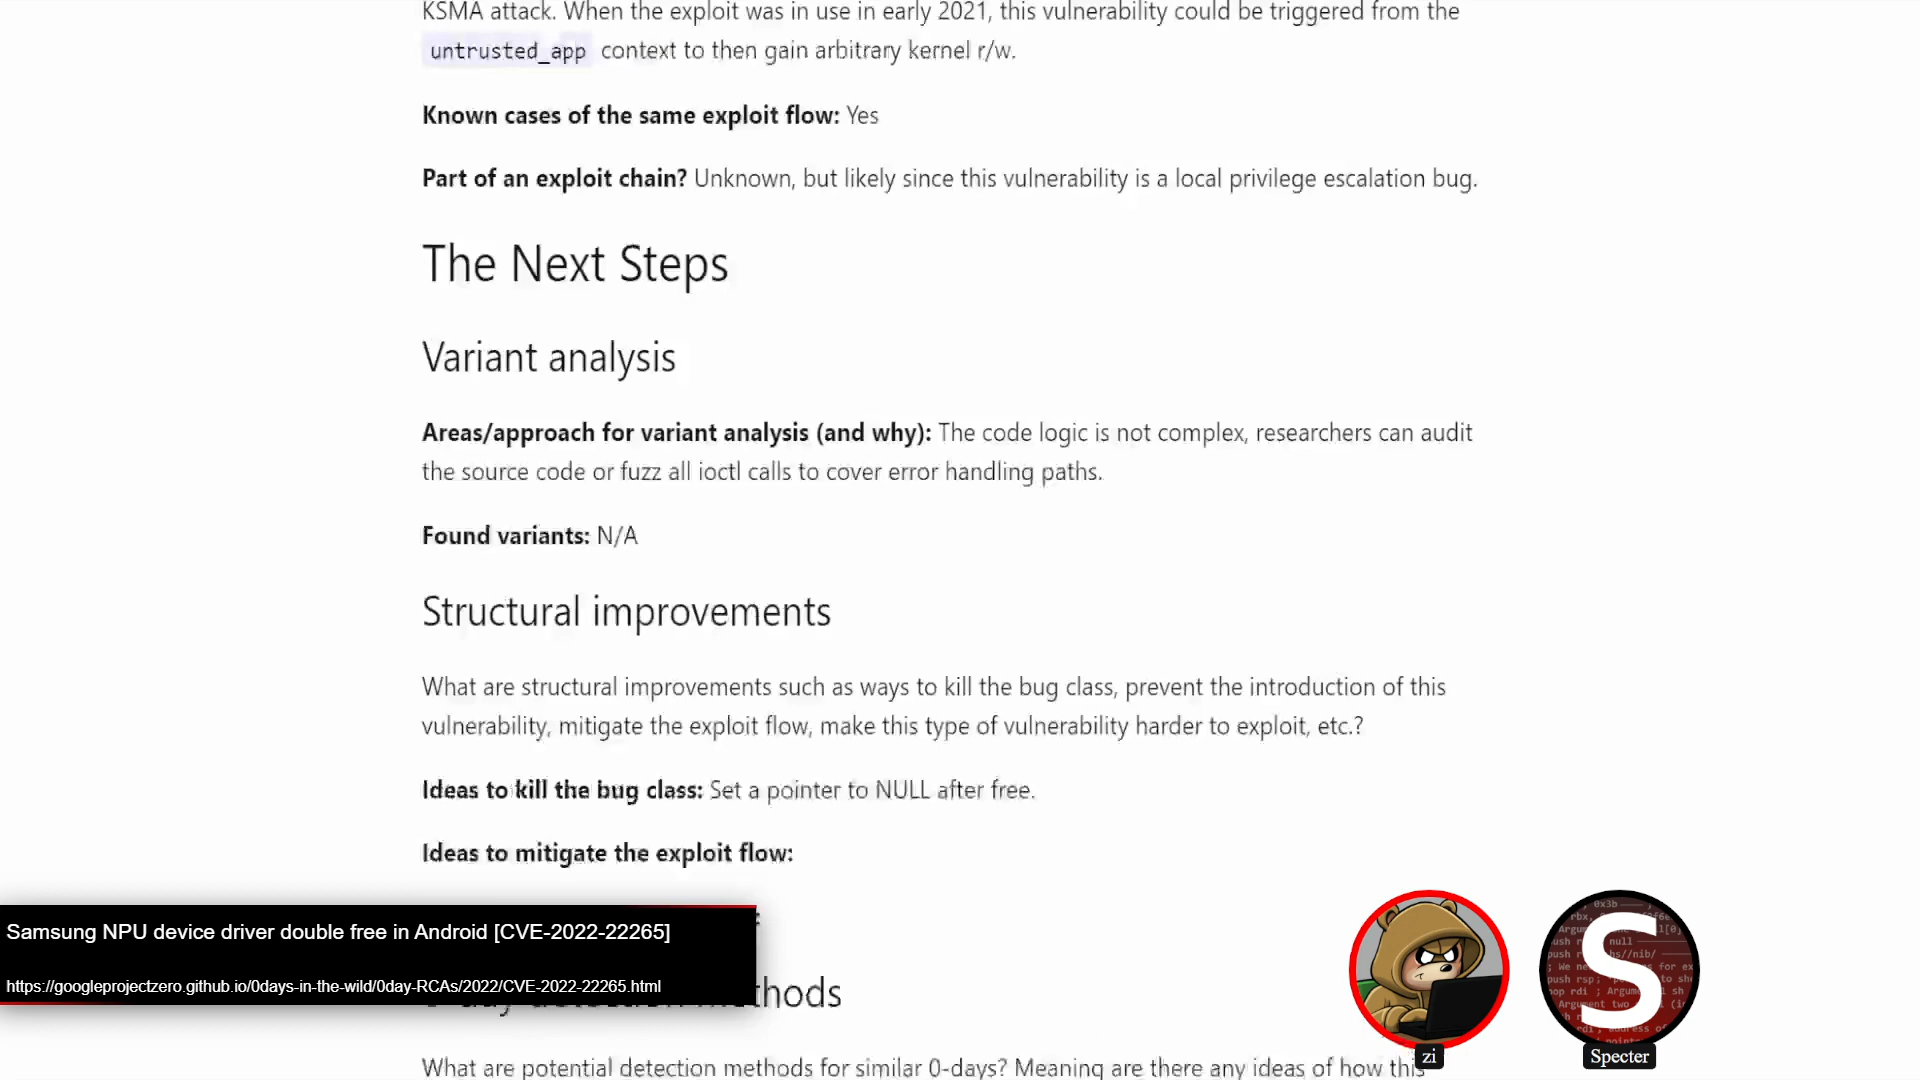 KSMA attack. When the exploit was in use in early 2021, this vulnerability could be triggered from the
untrusted_app context to then gain arbitrary kernel r/w.
Known cases of the same exploit flow: Yes
Part of an exploit chain? Unknown, but likely since this vulnerability is a local privilege escalation bug.
The Next Steps
Variant analysis
Areas/approach for variant analysis (and why): The code logic is not complex, researchers can audit
the source code or fuzz all ioctl calls to cover error handling paths.
Found variants: N/A
Structural improvements
What are structural improvements such as ways to kill the bug class, prevent the introduction of this
vulnerability, mitigate the exploit flow, make this type of vulnerability harder to exploit, etc.?
Ideas to kill the bug class: Set a pointer to NULL after free.
Ideas to mitigate the exploit flow:
Samsung NPU device driver double free in Android [CVE-2022-22265]
https://googleprojectzero.github.io/0days-in-the-wild/0day-RCAs/2022/CVE-2022-22265.html
What are potential detection methods for similar 0-days? Meaning are there any ideas of how this
S
zi
Specter